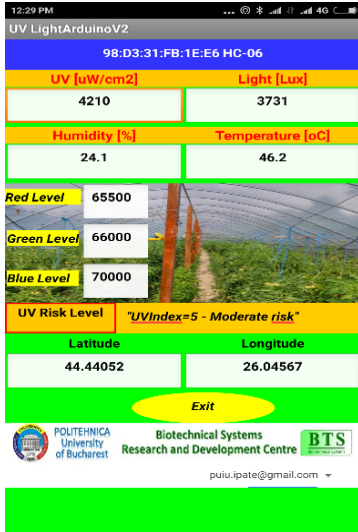 12:29 PM ... 4G
UV LightArduinoV2
98:D3:31:FB:1E:E6 HC-06
UV [uW/cm2] Light [Lux]
4210 3731
Humidity [%] Temperature [oC]
24.1 46.2
Red Level 65500
Green Level 66000
Blue Level 70000
UV Risk Level "UVIndex=5 - Moderate risk"
Latitude Longitude
44.44052 26.04567
Exit
POLITEHNICA
University
of Bucharest
Biotechnical Systems
Research and Development Centre
BTS
puiu.ipate@gmail.com